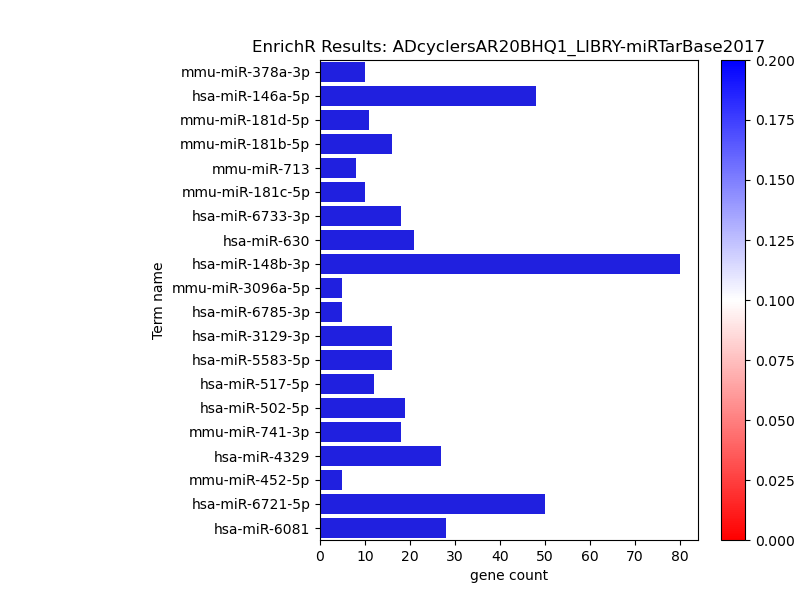 EnrichR Results: ADcyclersAR20BHQ1_LIBRY-miRTarBase2017
mmu-miR-378a-3p
hsa-miR-146a-5p
mmu-miR-181d-5p
mmu-miR-181b-5p
mmu-miR-713
mmu-miR-181c-5p
hsa-miR-6733-3p
hsa-miR-630
hsa-miR-148b-3p
mmu-miR-3096a-5p
hsa-miR-6785-3p
hsa-miR-3129-3p
hsa-miR-5583-5p
hsa-miR-517-5p
hsa-miR-502-5p
mmu-miR-741-3p
hsa-miR-4329
mmu-miR-452-5p
hsa-miR-6721-5p
hsa-miR-6081
Term name
0 10 20 30 40 50 60 70 80
gene count
0.200
0.175
0.150
0.125
0.100
0.075
0.050
0.025
0.000